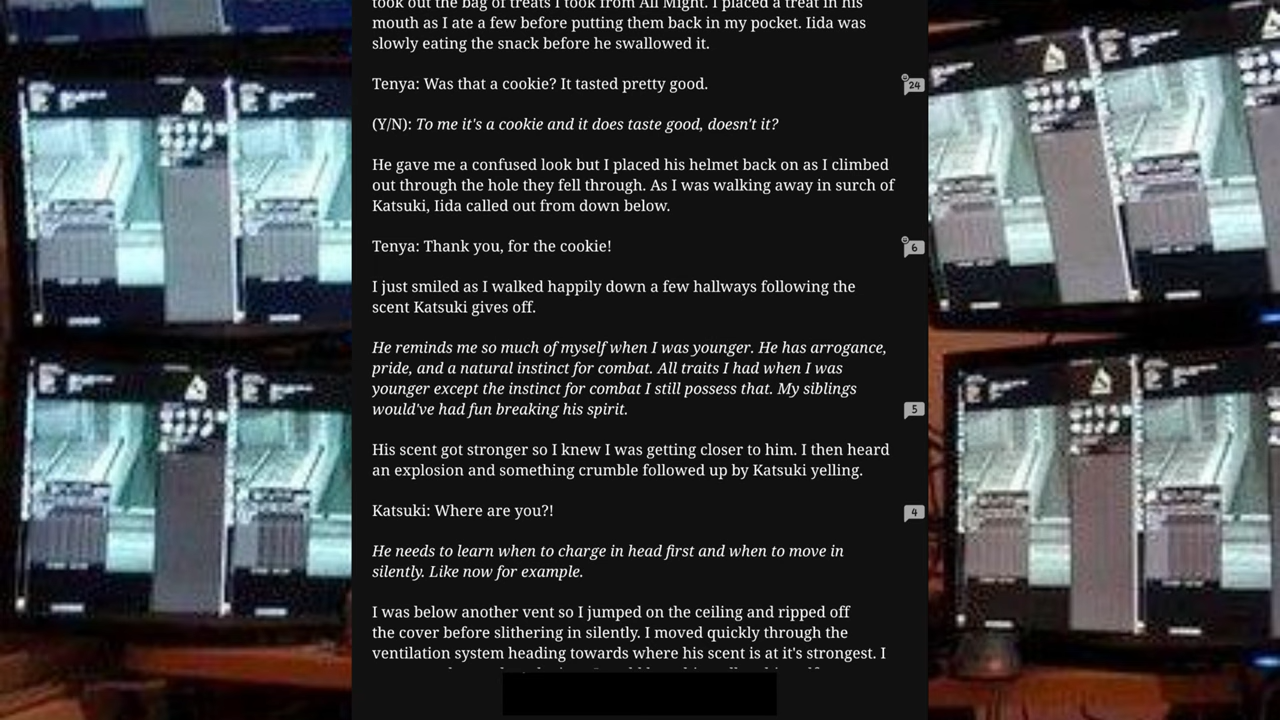 took out the bag of treats I took from All Might. I placed a treat in his
mouth as I ate a few before putting them back in my pocket. Iida was
slowly eating the snack before he swallowed it.
Tenya: Was that a cookie? It tasted pretty good.
24
(Y/N): To me it's a cookie and it does taste good, doesn't it?
He gave me a confused look but I placed his helmet back on as I climbed
out through the hole they fell through. As I was walking away in surch of
Katsuki, Iida called out from down below.
Tenya: Thank you, for the cookie!
6
I just smiled as I walked happily down a few hallways following the
scent Katsuki gives off.
He reminds me so much of myself when I was younger. He has arrogance,
pride, and a natural instinct for combat. All traits I had when I was
younger except the instinct for combat I still possess that. My siblings
would've had fun breaking his spirit.
5
His scent got stronger so I knew I was getting closer to him. I then heard
an explosion and something crumble followed up by Katsuki yelling.
Katsuki: Where are you?!
4
He needs to learn when to charge in head first and when to move in
silently. Like now for example.
I was below another vent so I jumped on the ceiling and ripped off
the cover before slithering in silently. I moved quickly through the
ventilation system heading towards where his scent is at it's strongest. I